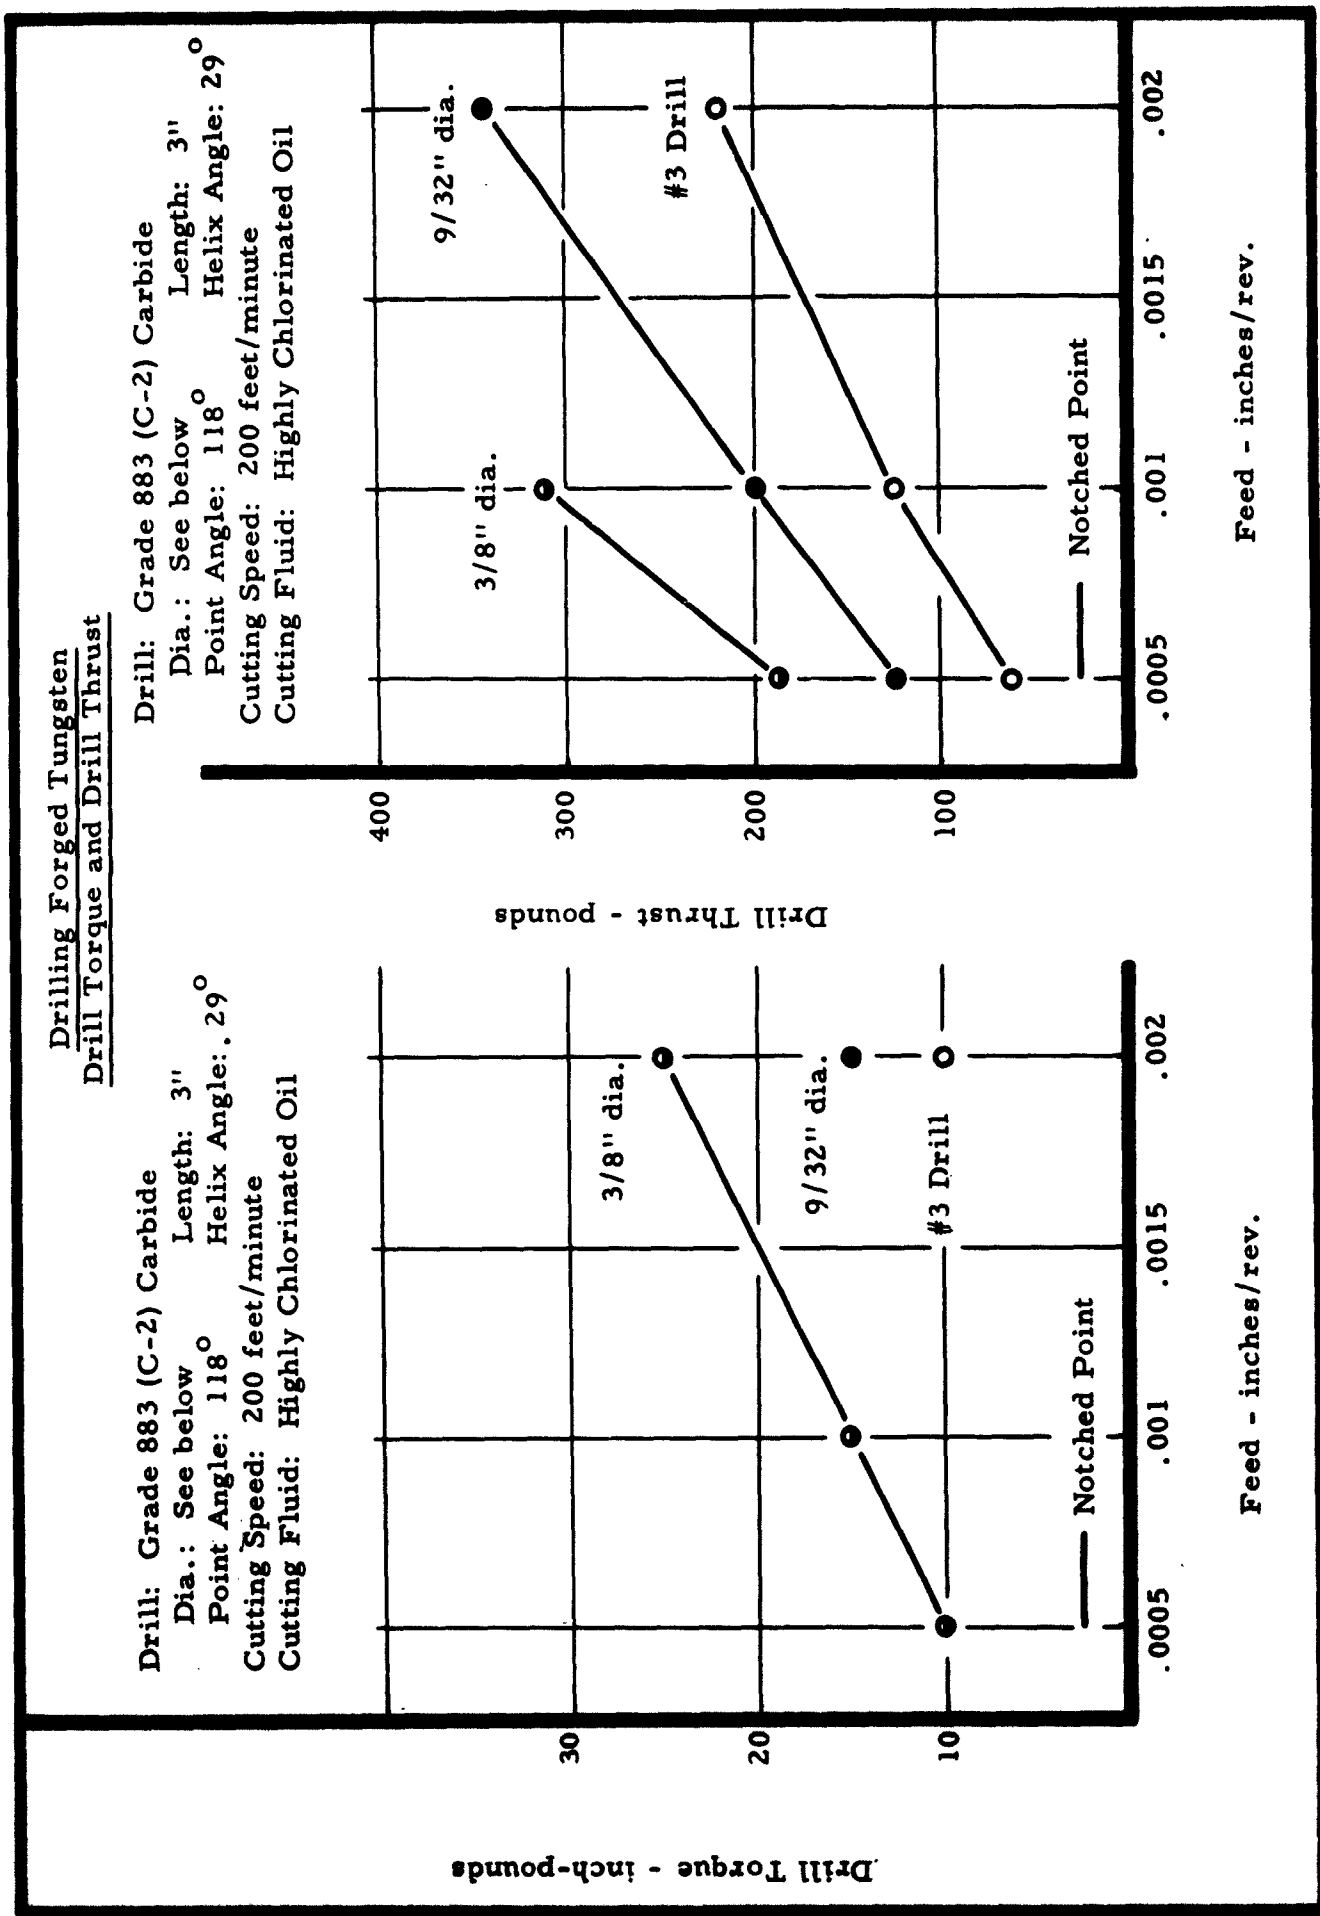 Drilling Forged Tungsten
Drill Torque and Drill Thrust
Drill: Grade 883 (C-2) Carbide
Dia.: See below Length: 3"
Point Angle: 118° Helix Angle: 29°
Cutting Speed: 200 feet/minute
Cutting Fluid: Highly Chlorinated Oil
Drill Torque - inch-pounds
30
20
10
3/8" dia.
9/32" dia.
#3 Drill
Notched Point
.0005 .001 .0015 .002
Feed - inches/rev.
Drill: Grade 883 (C-2) Carbide
Dia.: See below Length: 3"
Point Angle: 118° Helix Angle: 29°
Cutting Speed: 200 feet/minute
Cutting Fluid: Highly Chlorinated Oil
Drill Thrust - pounds
400
300
200
100
3/8" dia.
9/32" dia.
#3 Drill
Notched Point
.0005 .001 .0015 .002
Feed - inches/rev.